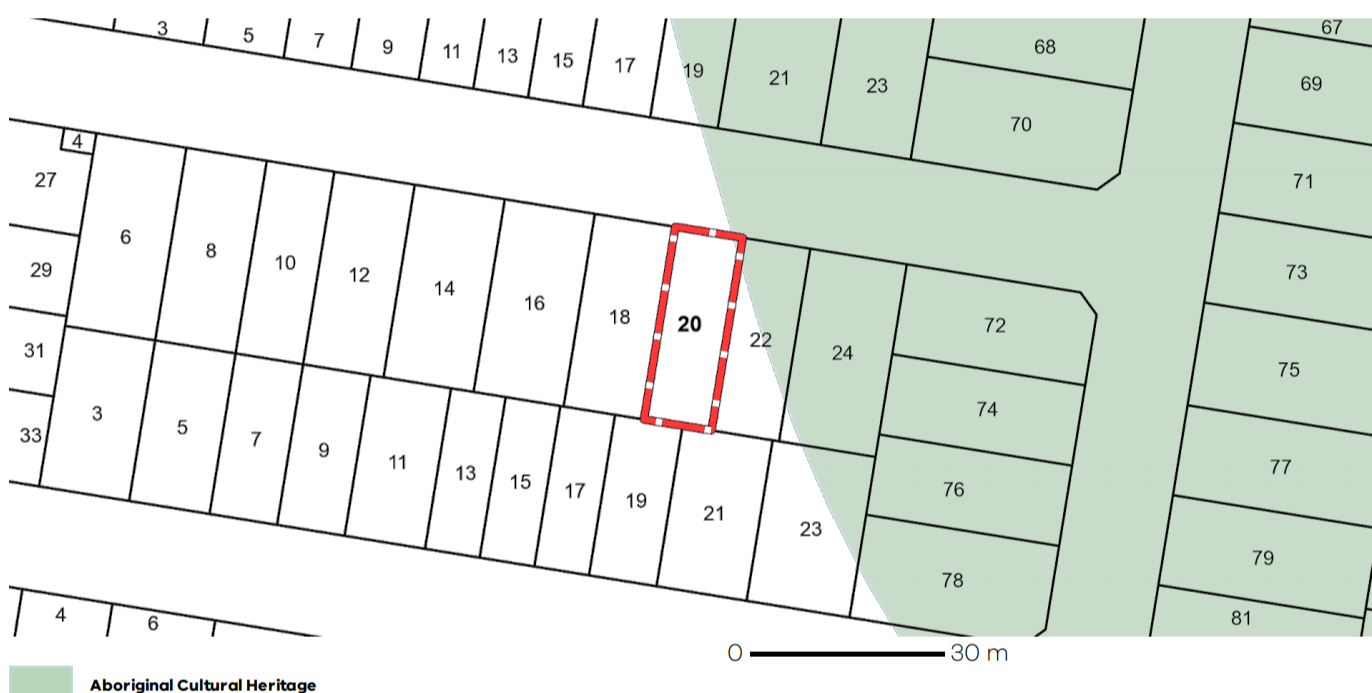 3 5 7 9 11 13 15 17 19 21 23 68 67
69
70
71
4
27 6 8 10 12 14 16 18 20 22 24 72 73
29
31 74 75
33 3 5 7 9 11 13 15 17 19 21 23 76 77
78 79
4 6 81
0 30 m
Aboriginal Cultural Heritage